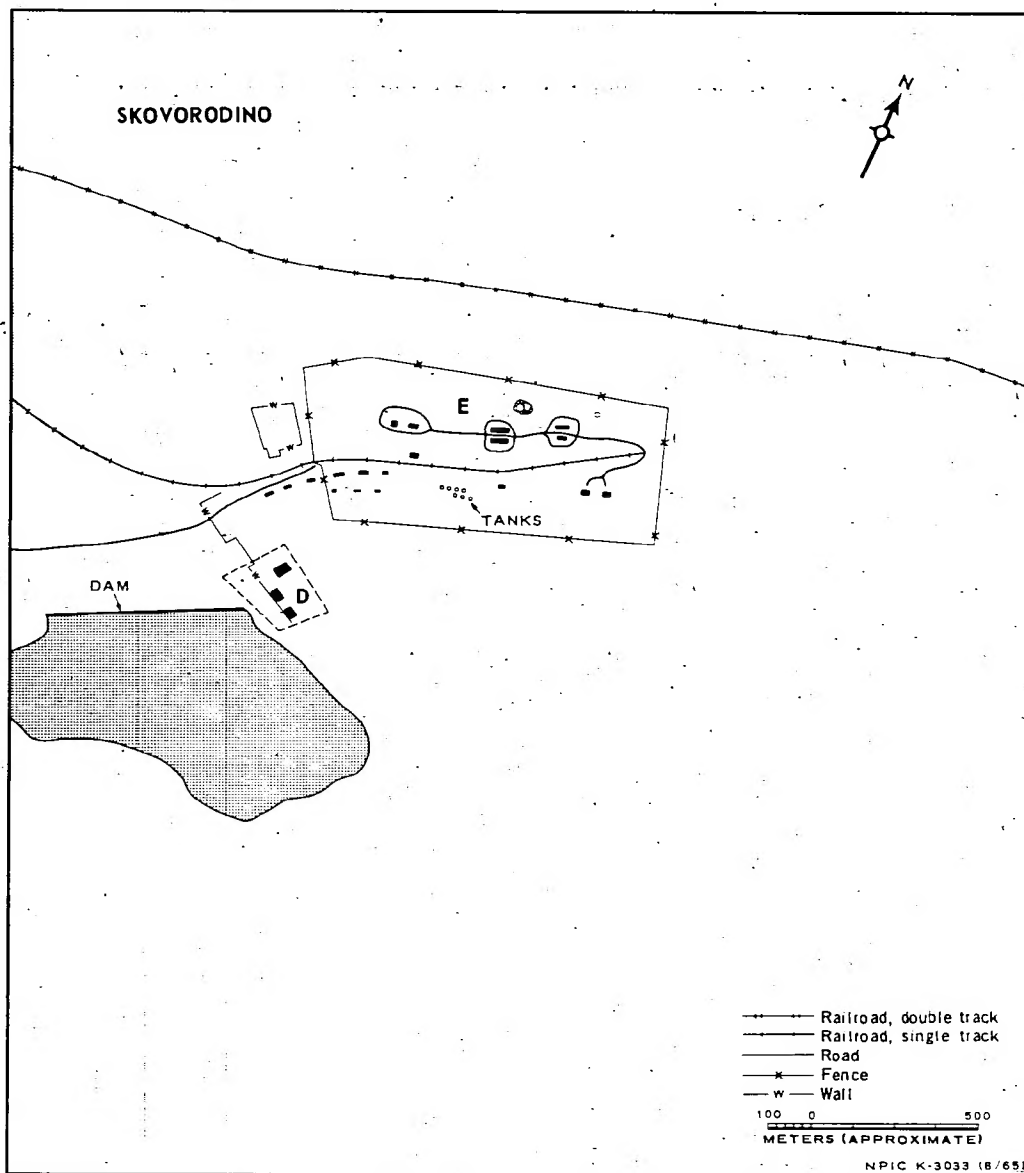 SKOVORODINO
N
E
TANKS
D
DAM
W
W
W
W
Railroad, double track
Railroad, single track
Road
Fence
W Wall
100 0 500
METERS (APPROXIMATE)
NPIC K-3033 (6/65)